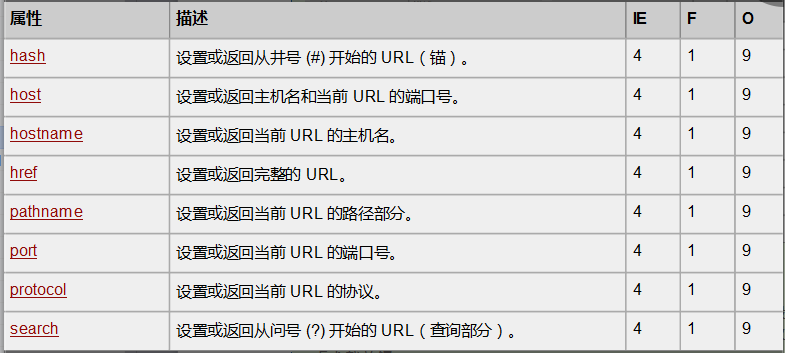 属性 描述 IE F O
hash 设置或返回从井号 (#) 开始的 URL（锚）。 4 1 9
host 设置或返回主机名和当前 URL 的端口号。 4 1 9
hostname 设置或返回当前 URL 的主机名。 4 1 9
href 设置或返回完整的 URL。 4 1 9
pathname 设置或返回当前 URL 的路径部分。 4 1 9
port 设置或返回当前 URL 的端口号。 4 1 9
protocol 设置或返回当前 URL 的协议。 4 1 9
search 设置或返回从问号 (?) 开始的 URL（查询部分）。 4 1 9